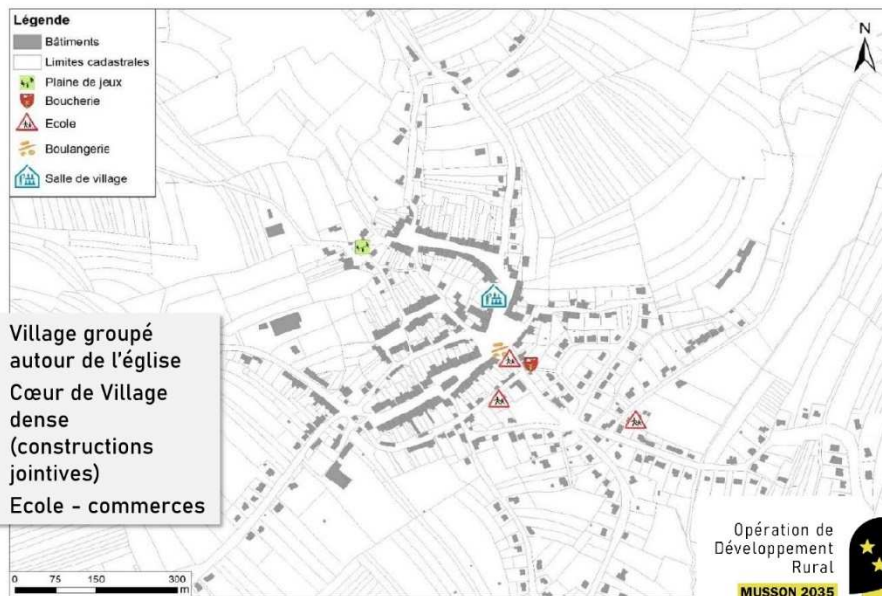 Légende
Bâtiments
Limites cadastrales
Plaine de jeux
Boucherie
Ecole
Boulangerie
Salle de village
N
Village groupé
autour de l'église
Cœur de Village
dense
(constructions
jointives)
Ecole - commerces
0 75 150 300
m
Opération de
Développement
Rural
MUSSON 2035